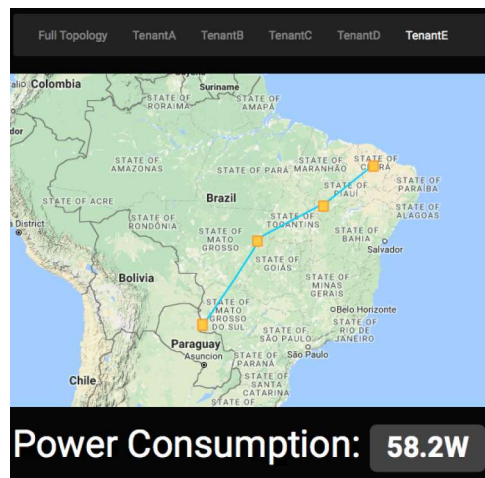 Full Topology TenantA TenantB TenantC TenantD TenantE
Colombia
Suriname
STATE OF RORAIMA
STATE OF AMAPÁ
STATE OF AMAZONAS
STATE OF PARÁ
STATE OF MARANHÃO
STATE OF
STATE OF PARAÍBA
STATE OF PIAUÍ
STATE OF ACRE
Brazil
STATE OF ALAGOAS
STATE OF RONDÔNIA
STATE OF TOCANTINS
District
STATE OF MATO GROSSO
STATE OF BAHIA
Salvador
STATE OF GOIÁS
Bolivia
STATE OF MINAS GERAIS
STATE OF MATO GROSSO DO SUL
Belo Horizonte
STATE OF RIO DE JANEIRO
STATE OF SÃO PAULO
Paraguay
Asuncion
São Paulo
STATE OF PARANÁ
Chile
STATE OF SANTA CATARINA
STATE OF
Power Consumption: 58.2W